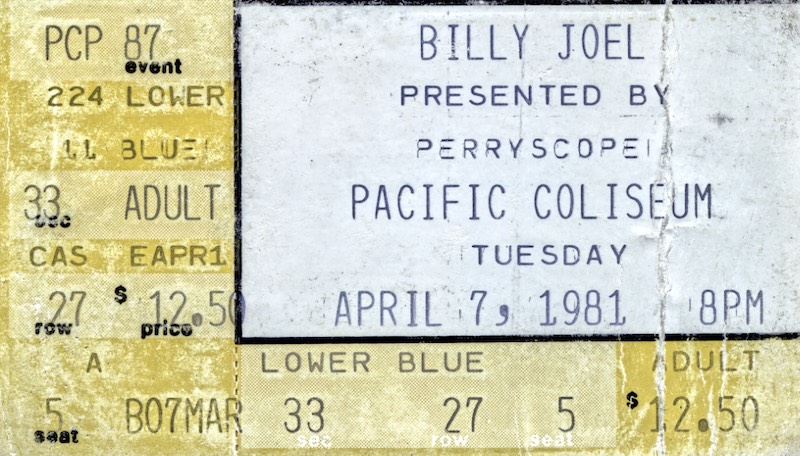 PCP 87
event
224 LOWER
11 BLUE
33 ADULT
sec
CAS EAPR1
27 $ 12.50
row price
A
5 B07MAR
seat
BILLY JOEL
PRESENTED BY
PERRYSCOPE
PACIFIC COLISEUM
TUESDAY
APRIL 7, 1981 8PM
LOWER BLUE ADULT
33 27 5 $12.50
sec row seat